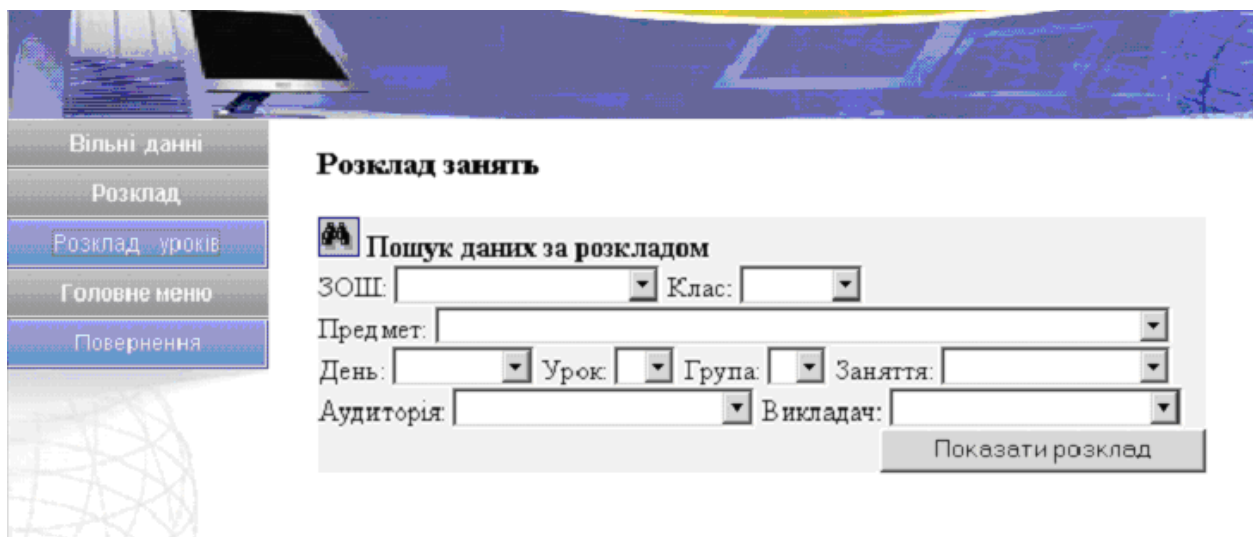 Вільні данні
Розклад
Розклад уроків
Головне меню
Повернення
Розклад занять
Пошук даних за розкладом
ЗОШ: Клас:
Предмет:
День: Урок: Група: Заняття:
Аудиторія: Викладач:
Показати розклад